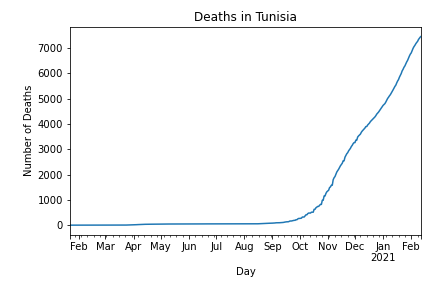 Deaths in Tunisia
Number of Deaths
7000
6000
5000
4000
3000
2000
1000
0
Feb Mar Apr May Jun Jul Aug Sep Oct Nov Dec Jan Feb
2021
Day